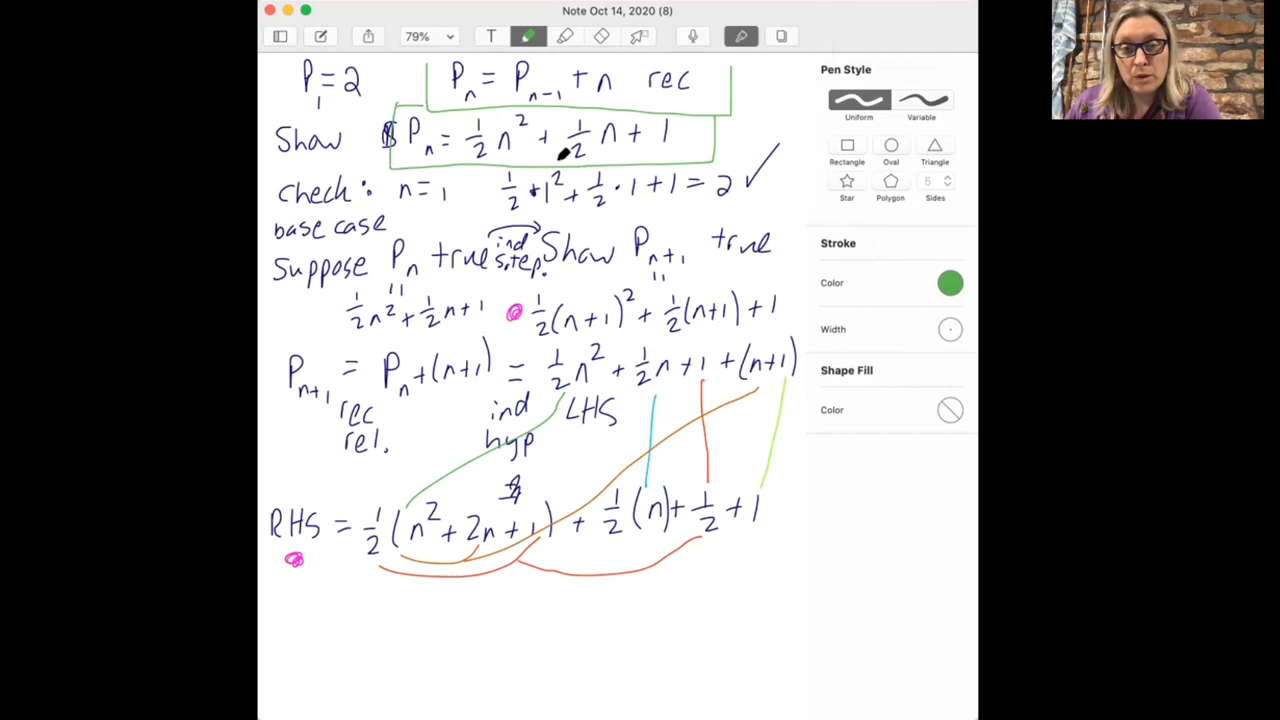 Note Oct 14, 2020 (8)
79%
T
P₁ = 2
Pₙ = Pₙ₋₁ + n rec
Show Pₙ = ½n² + ½n + 1
check: n = 1 ½·1² + ½·1 + 1 = 2 ✓
base case
Suppose Pₙ true ind step. Show Pₙ₊₁ true
" "
½n² + ½n + 1 ½(n+1)² + ½(n+1) + 1
Pₙ₊₁ = Pₙ + (n+1) = ½n² + ½n + 1 + (n+1)
rec ind LHS
rel. hyp
RHS = ½(n² + 2n + 1) + ½(n) + ½ + 1
Pen Style
Uniform Variable
Rectangle Oval Triangle
5
Star Polygon Sides
Stroke
Color
Width
Shape Fill
Color